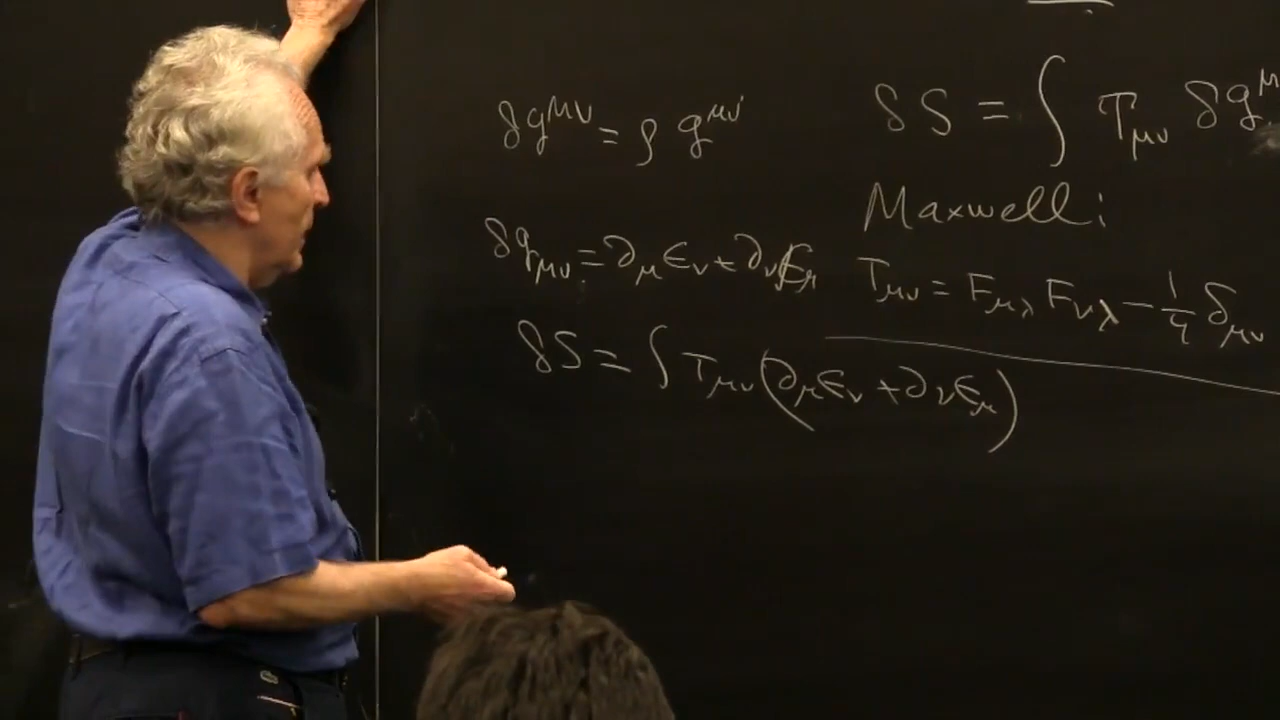 δg^{μν} = ρ g^{μν}
δg_{μν} = ∂_μ ε_ν + ∂_ν ε_μ
δS = ∫ T_{μν} (∂_μ ε_ν + ∂_ν ε_μ)
δS = ∫ T_{μν} δg^μ
Maxwell:
T_{μν} = F_{μλ} F_{νλ} - 1/4 δ_{μν}